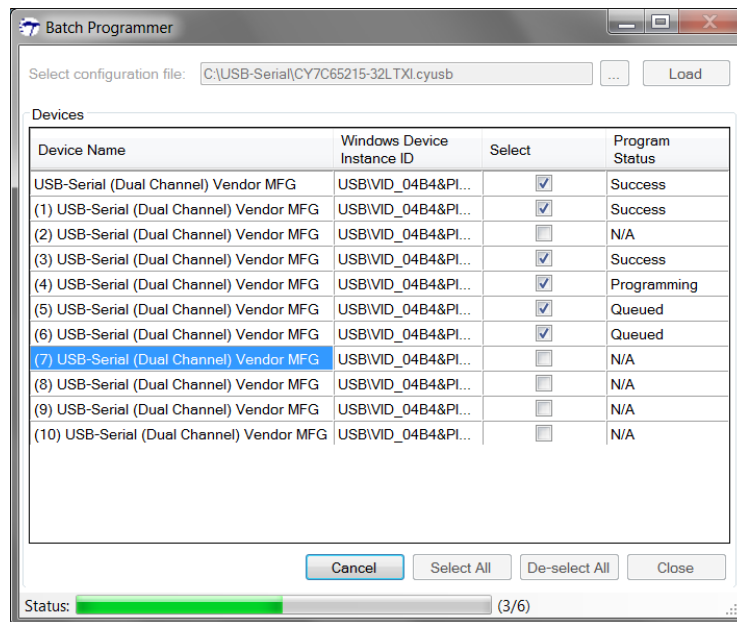 Batch Programmer
Select configuration file: C:\USB-Serial\CY7C65215-32LTXI.cyusb ... Load
Devices
Device Name Windows Device Instance ID Select Program Status
USB-Serial (Dual Channel) Vendor MFG USB\VID_04B4&PI... Success
(1) USB-Serial (Dual Channel) Vendor MFG USB\VID_04B4&PI... Success
(2) USB-Serial (Dual Channel) Vendor MFG USB\VID_04B4&PI... N/A
(3) USB-Serial (Dual Channel) Vendor MFG USB\VID_04B4&PI... Success
(4) USB-Serial (Dual Channel) Vendor MFG USB\VID_04B4&PI... Programming
(5) USB-Serial (Dual Channel) Vendor MFG USB\VID_04B4&PI... Queued
(6) USB-Serial (Dual Channel) Vendor MFG USB\VID_04B4&PI... Queued
(7) USB-Serial (Dual Channel) Vendor MFG USB\VID_04B4&PI... N/A
(8) USB-Serial (Dual Channel) Vendor MFG USB\VID_04B4&PI... N/A
(9) USB-Serial (Dual Channel) Vendor MFG USB\VID_04B4&PI... N/A
(10) USB-Serial (Dual Channel) Vendor MFG USB\VID_04B4&PI... N/A
Cancel Select All De-select All Close
Status: (3/6)